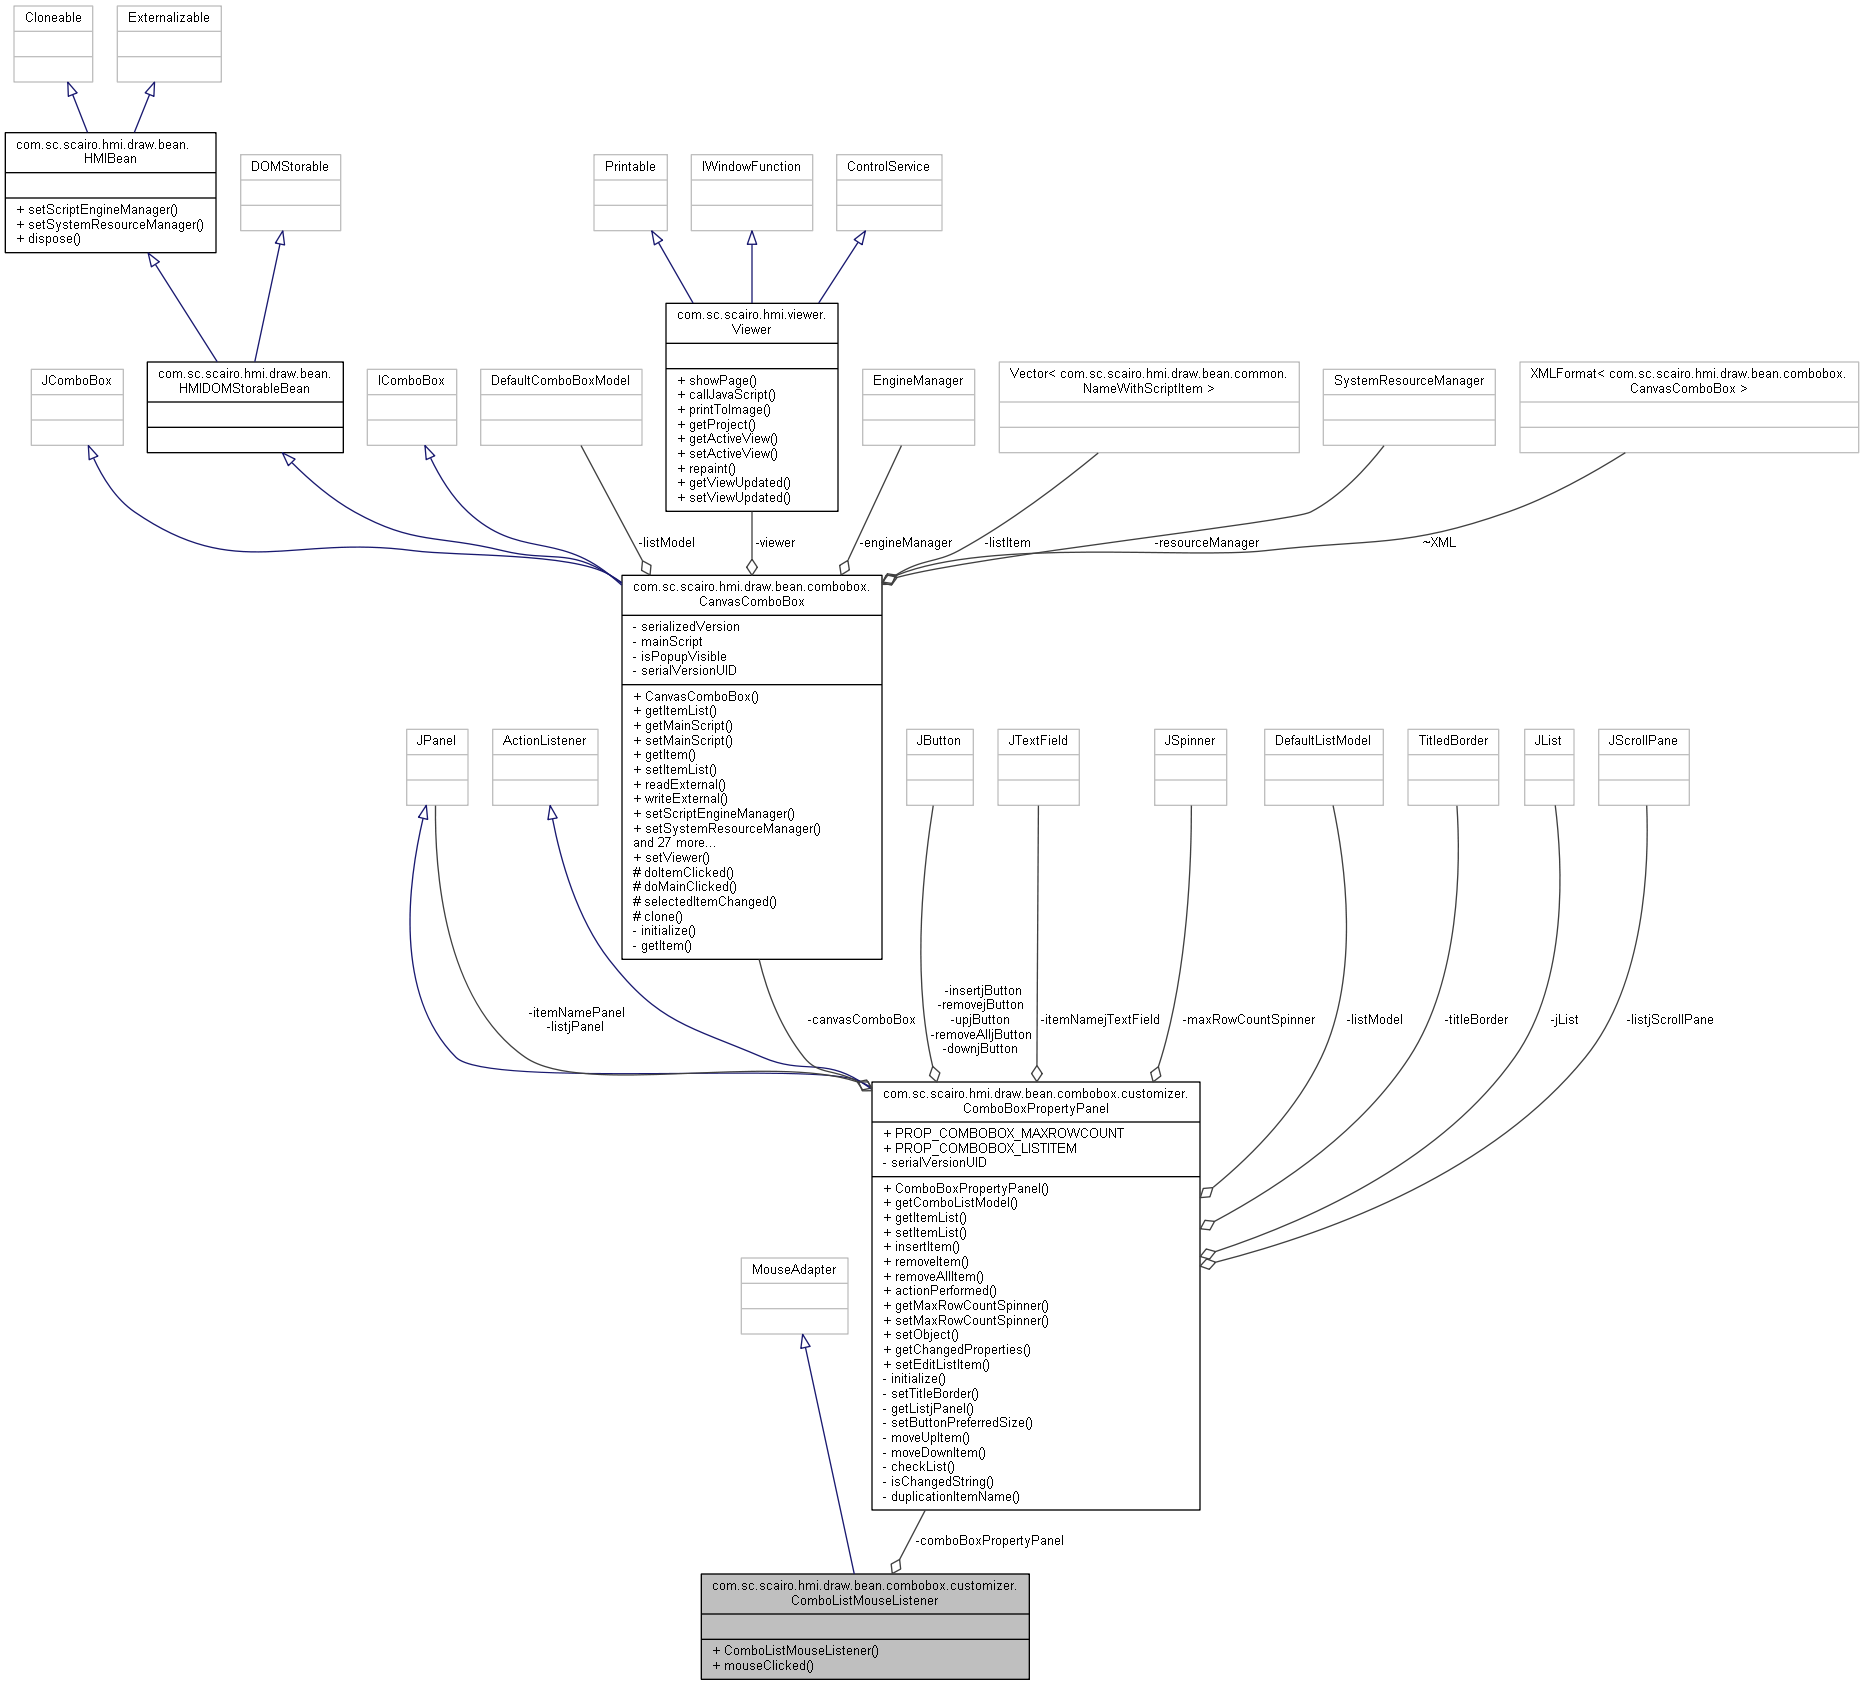 Cloneable
Externalizable
com.sc.scairo.hmi.draw.bean.
HMIBean
+ setScriptEngineManager()
+ setSystemResourceManager()
+ dispose()
DOMStorable
Printable
IWindowFunction
ControlService
com.sc.scairo.hmi.viewer.
Viewer
+ showPage()
+ callJavaScript()
+ printToImage()
+ getProject()
+ getActiveView()
+ setActiveView()
+ repaint()
+ getViewUpdated()
+ setViewUpdated()
JComboBox
com.sc.scairo.hmi.draw.bean.
HMIDOMStorableBean
IComboBox
DefaultComboBoxModel
EngineManager
Vector< com.sc.scairo.hmi.draw.bean.common.
NameWithScriptItem >
SystemResourceManager
XMLFormat< com.sc.scairo.hmi.draw.bean.combobox.
CanvasComboBox >
-listModel
-viewer
-engineManager
-listItem
-resourceManager
~XML
com.sc.scairo.hmi.draw.bean.combobox.
CanvasComboBox
- serializedVersion
- mainScript
- isPopupVisible
- serialVersionUID
+ CanvasComboBox()
+ getItemList()
+ getMainScript()
+ setMainScript()
+ getItem()
+ setItemList()
+ readExternal()
+ writeExternal()
+ setScriptEngineManager()
+ setSystemResourceManager()
and 27 more...
+ setViewer()
# doItemClicked()
# doMainClicked()
# selectedItemChanged()
# clone()
- initialize()
- getItem()
JPanel
ActionListener
JButton
JTextField
JSpinner
DefaultListModel
TitledBorder
JList
JScrollPane
-itemNamePanel
-listjPanel
-canvasComboBox
-insertjButton
-removejButton
-upjButton
-removeAlljButton
-downjButton
-itemNamejTextField
-maxRowCountSpinner
-listModel
-titleBorder
-jList
-listjScrollPane
com.sc.scairo.hmi.draw.bean.combobox.customizer.
ComboBoxPropertyPanel
+ PROP_COMBOBOX_MAXROWCOUNT
+ PROP_COMBOBOX_LISTITEM
- serialVersionUID
+ ComboBoxPropertyPanel()
+ getComboListModel()
+ getItemList()
+ setItemList()
+ insertItem()
+ removeItem()
+ removeAllItem()
+ actionPerformed()
+ getMaxRowCountSpinner()
+ setMaxRowCountSpinner()
+ setObject()
+ getChangedProperties()
+ setEditListItem()
- initialize()
- setTitleBorder()
- getListjPanel()
- setButtonPreferredSize()
- moveUpItem()
- moveDownItem()
- checkList()
- isChangedString()
- duplicationItemName()
MouseAdapter
-comboBoxPropertyPanel
com.sc.scairo.hmi.draw.bean.combobox.customizer.
ComboListMouseListener
+ ComboListMouseListener()
+ mouseClicked()